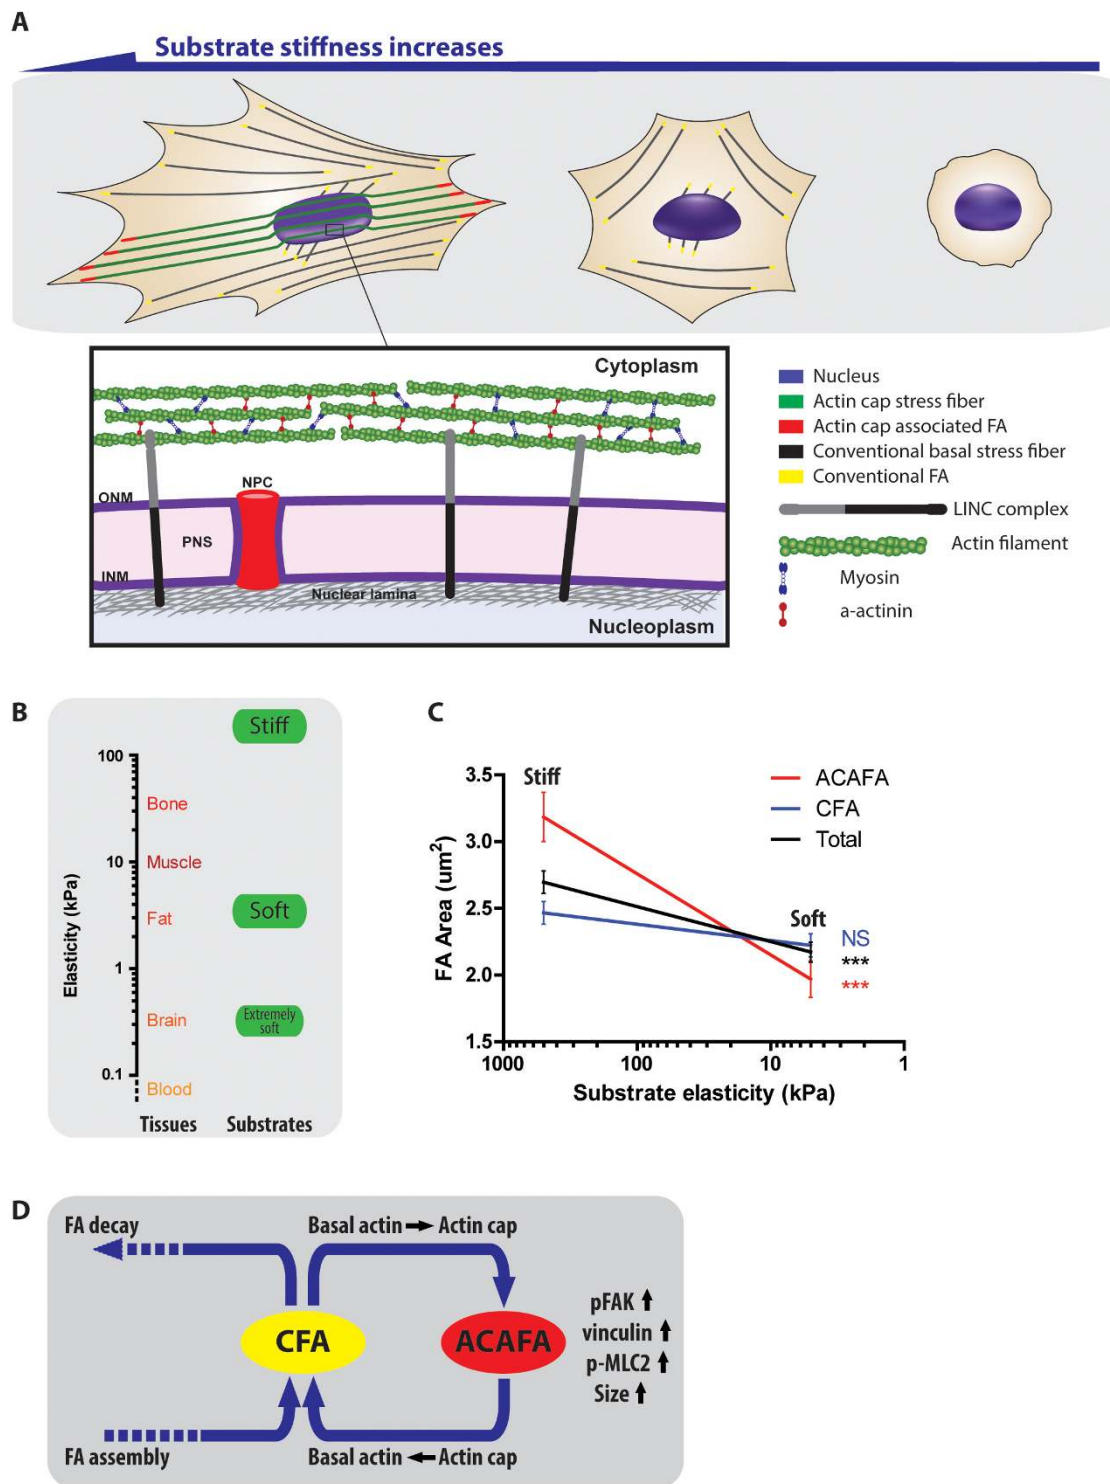 A
Substrate stiffness increases
Cytoplasm
ONM
NPC
PNS
INM
Nuclear lamina
Nucleoplasm
Nucleus
Actin cap stress fiber
Actin cap associated FA
Conventional basal stress fiber
Conventional FA
LINC complex
Actin filament
Myosin
a-actinin
B
Stiff
100
Bone
Muscle
10
Fat
Soft
Elasticity (kPa)
1
Brain
Extremely
soft
0.1
Blood
Tissues Substrates
C
3.5
3.0
2.5
2.0
1.5
FA Area (um²)
Stiff
ACAFA
CFA
Total
Soft
NS
***
***
1000 100 10 1
Substrate elasticity (kPa)
D
FA decay
Basal actin → Actin cap
CFA
ACAFA
pFAK ↑
vinculin ↑
p-MLC2 ↑
Size ↑
FA assembly
Basal actin ← Actin cap